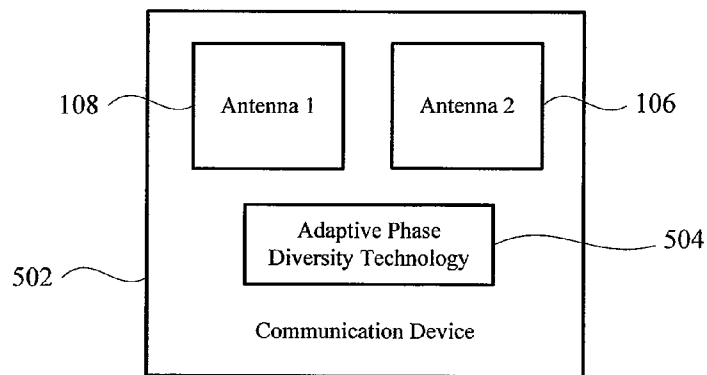 108
Antenna 1
Antenna 2
106
Adaptive Phase
Diversity Technology
504
502
Communication Device